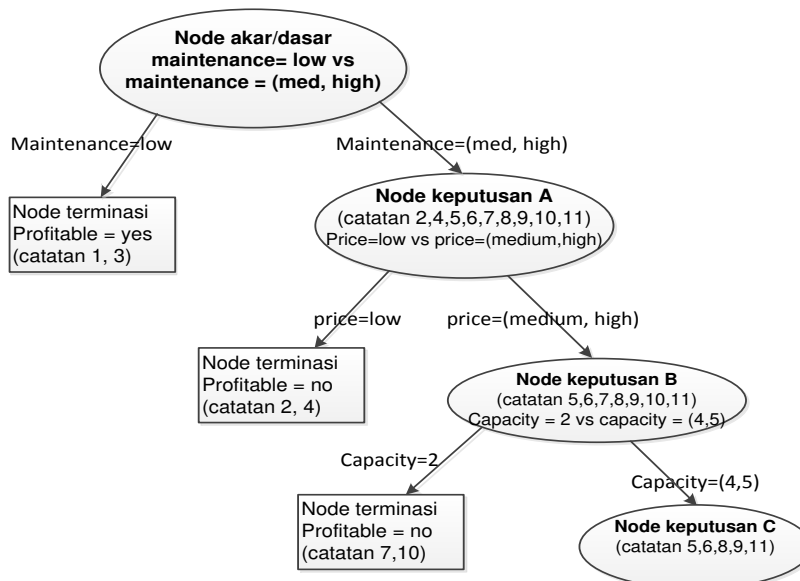 Node akar/dasar
maintenance= low vs
maintenance = (med, high)
Maintenance=low
Maintenance=(med, high)
Node terminasi
Profitable = yes
(catatan 1, 3)
Node keputusan A
(catatan 2,4,5,6,7,8,9,10,11)
Price=low vs price=(medium,high)
price=low
price=(medium, high)
Node terminasi
Profitable = no
(catatan 2, 4)
Node keputusan B
(catatan 5,6,7,8,9,10,11)
Capacity = 2 vs capacity = (4,5)
Capacity=2
Capacity=(4,5)
Node terminasi
Profitable = no
(catatan 7,10)
Node keputusan C
(catatan 5,6,8,9,11)